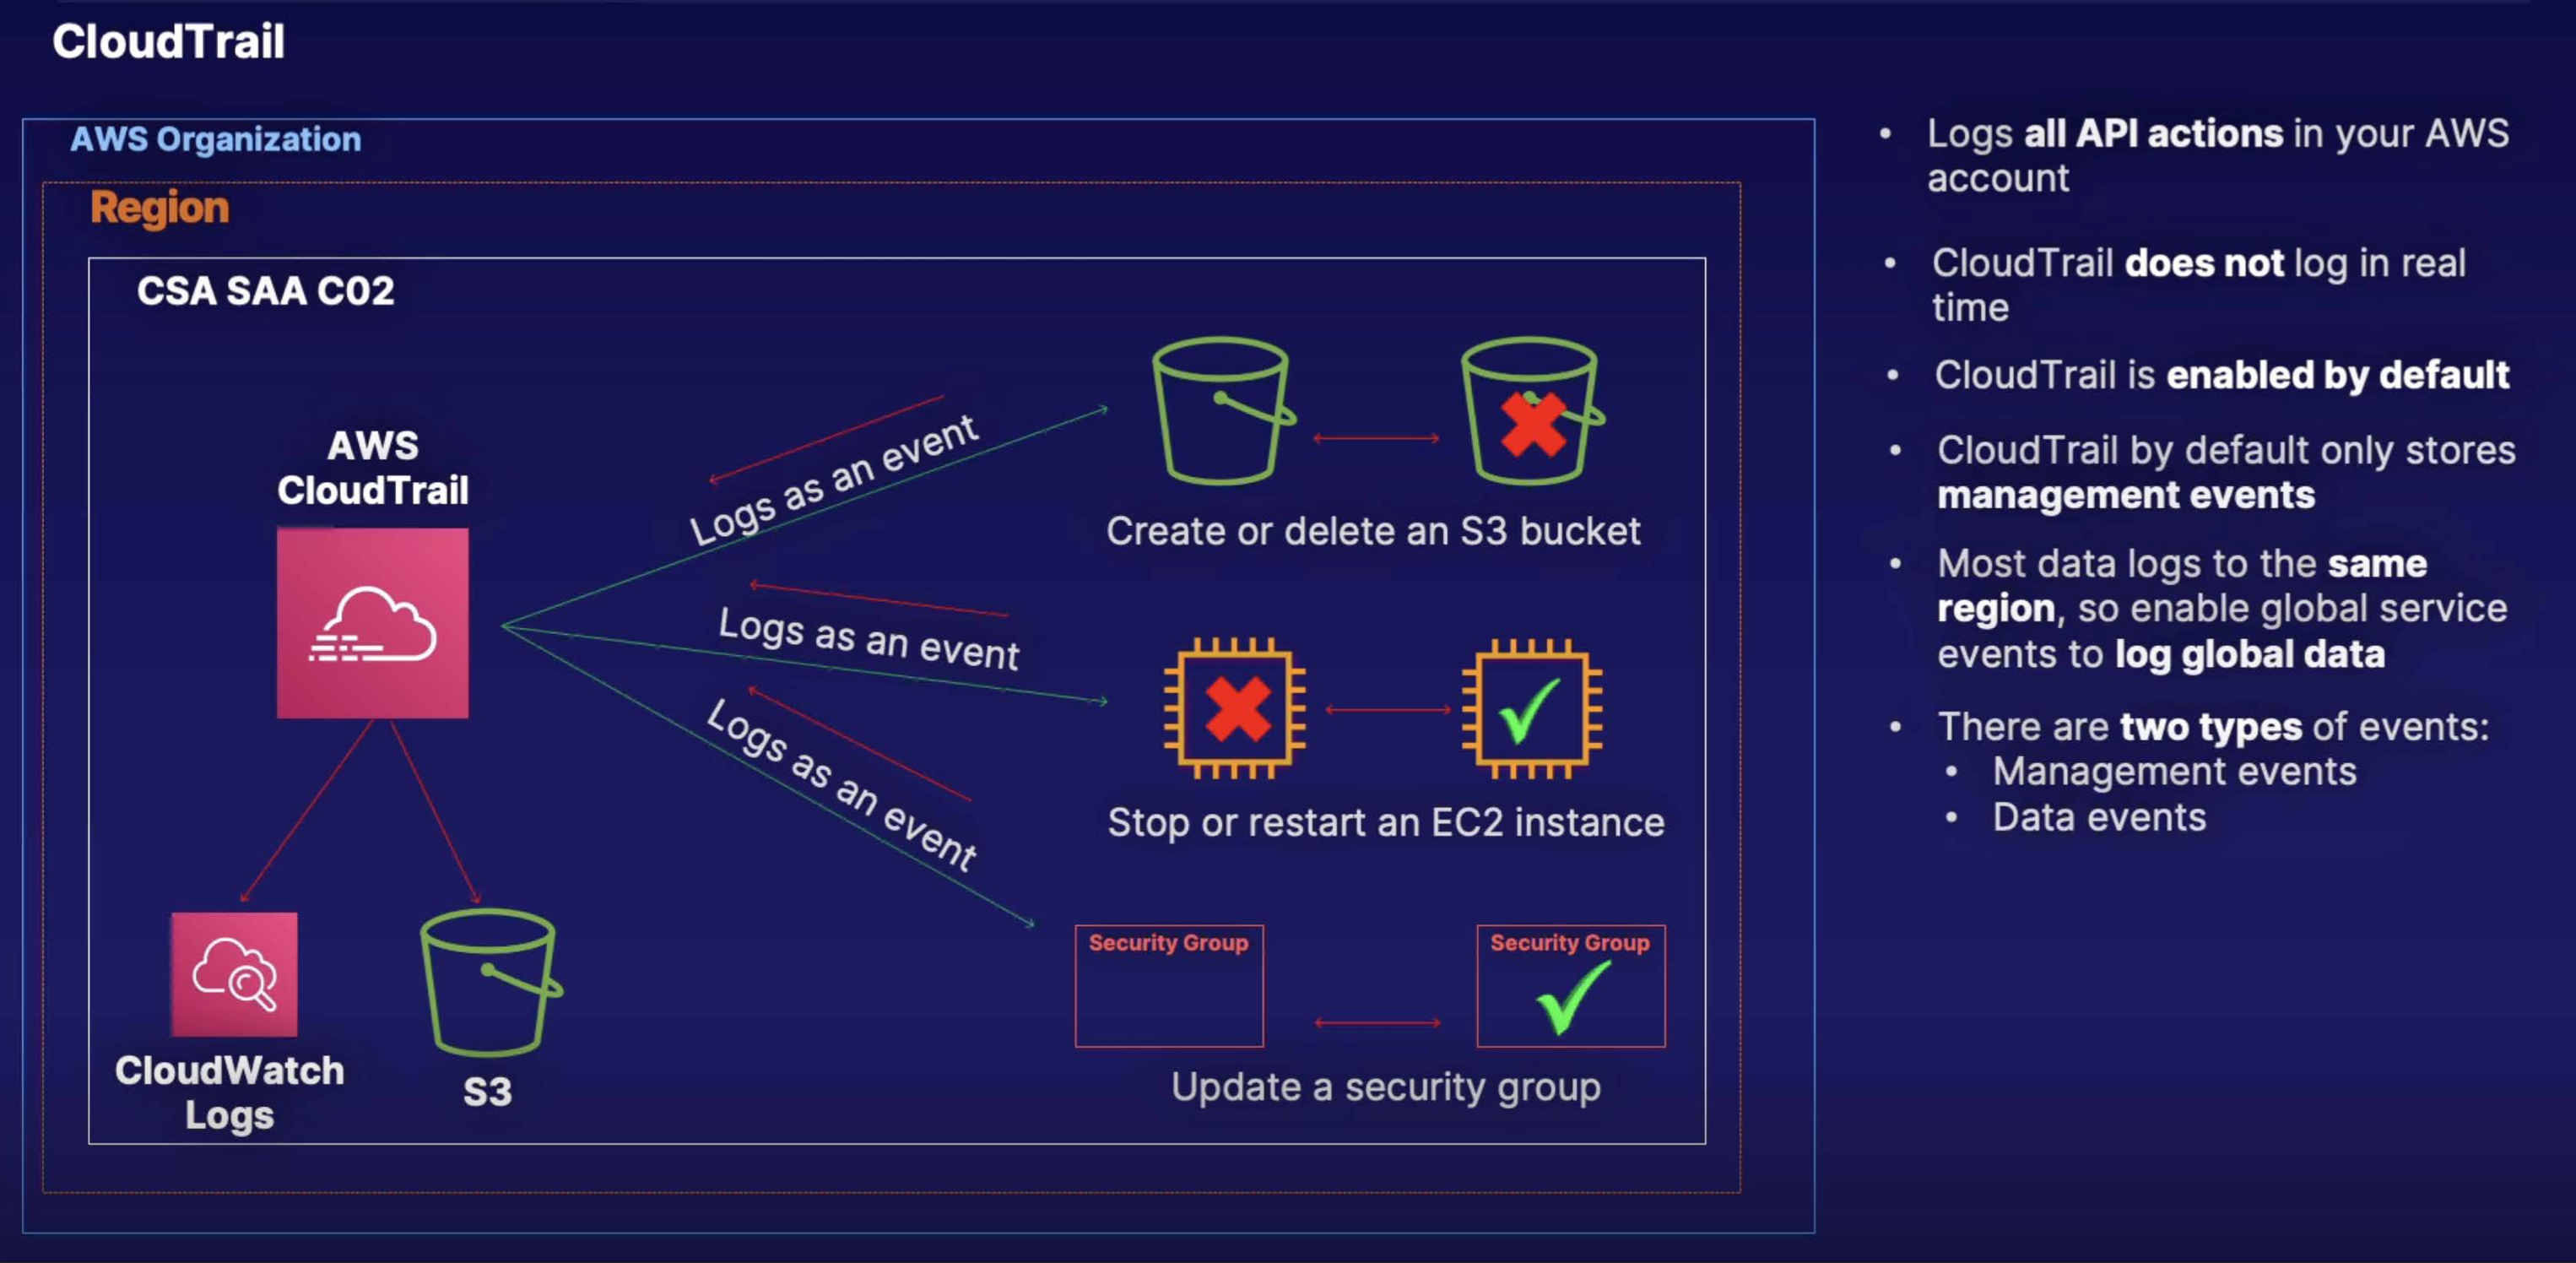 CloudTrail
AWS Organization
Region
CSA SAA C02
AWS
CloudTrail
Logs as an event
Create or delete an S3 bucket
Logs as an event
Stop or restart an EC2 instance
Logs as an event
Security Group
Security Group
Update a security group
CloudWatch
Logs
S3
• Logs all API actions in your AWS
account
• CloudTrail does not log in real
time
• CloudTrail is enabled by default
• CloudTrail by default only stores
management events
• Most data logs to the same
region, so enable global service
events to log global data
• There are two types of events:
• Management events
• Data events